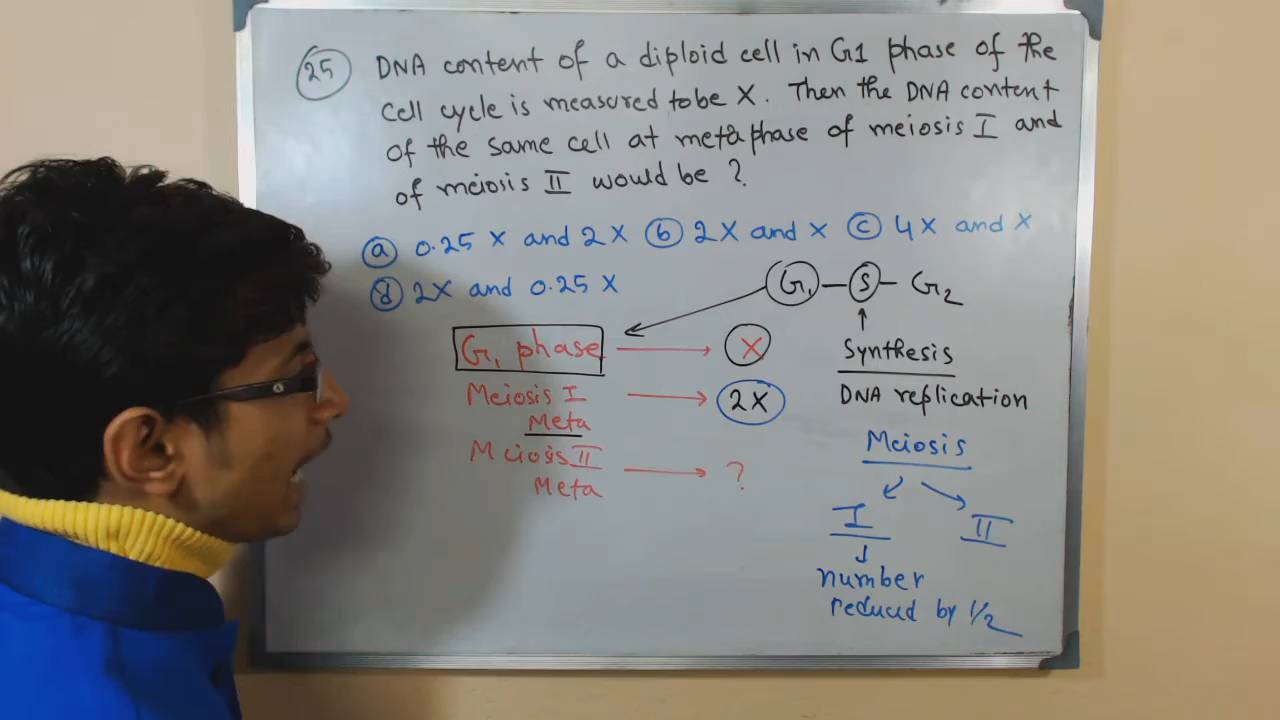 25 DNA content of a diploid cell in G1 phase of the
cell cycle is measured to be X. Then the DNA content
of the same cell at metaphase of meiosis I and
of meiosis II would be ?
a 0.25 X and 2X b 2X and X c 4X and X
d 2X and 0.25 X
G1 – S – G2
G1 phase X
Synthesis
DNA replication
Meiosis I 2X
Meta
Meiosis II ?
Meta
Meiosis
I II
number
reduced by 1/2